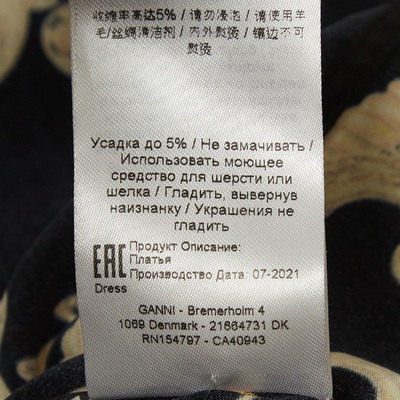 收缩率高达5% / 请勿浸泡 / 请使用羊
毛/丝绸清洁剂 / 内外熨烫 / 镶边不可
熨烫
Усадка до 5% / Не замачивать /
Использовать моющее
средство для шерсти или
шелка / Гладить, вывернув
наизнанку / Украшения не
гладить
EAC
Продукт Описание:
Платья
Производство Дата: 07-2021
Dress
GANNI - Bremerholm 4
1069 Denmark - 21664731 DK
RN154797 - CA40943